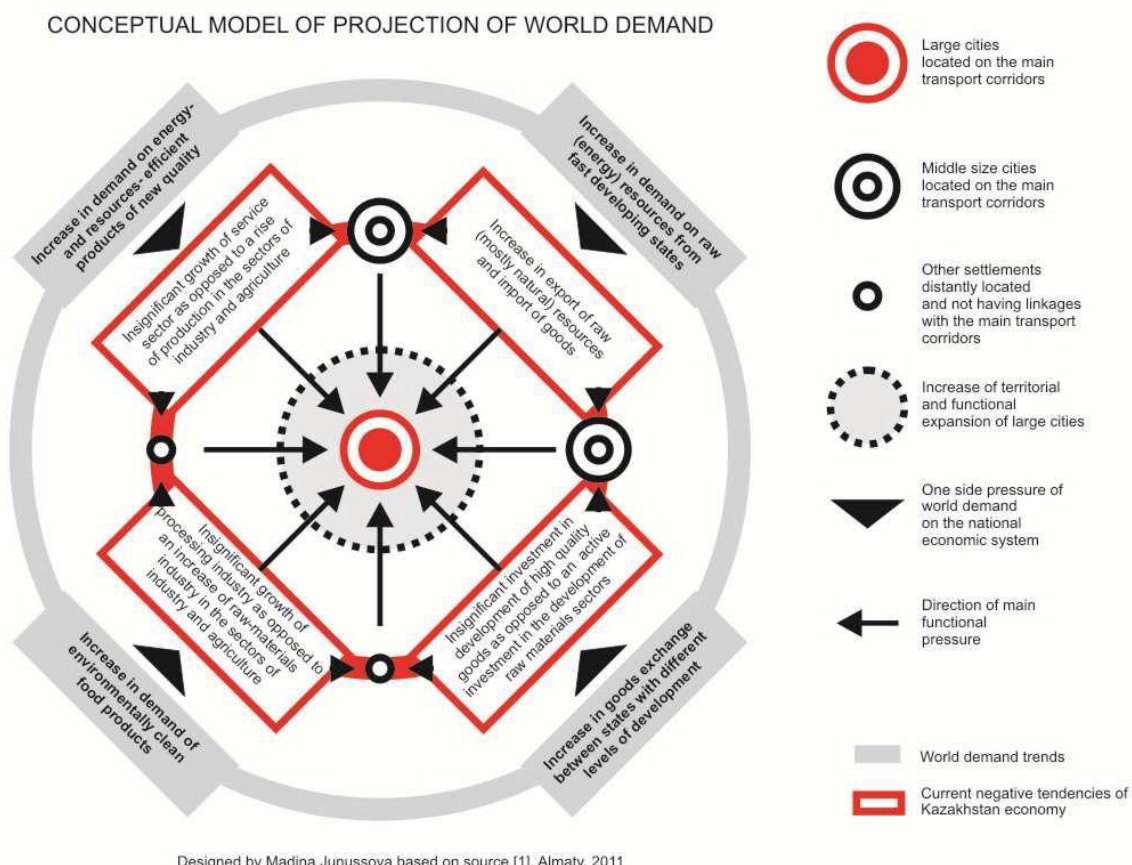 CONCEPTUAL MODEL OF PROJECTION OF WORLD DEMAND
Increase in demand on energy-
and resources- efficient
products of new quality
Increase in demand on raw
(energy) resources from
fast developing states
Insignificant growth of service
sector as opposed to a rise
of production in the sectors of
industry and agriculture
Increase in export of raw
(mostly natural) resources
and import of goods
Insignificant growth of
processing industry as opposed to
an increase of raw-materials
industry in the sectors of
industry and agriculture
Insignificant investment in
development of high quality
goods as opposed to an active
investment in the development of
raw materials sectors
Increase in demand of
environmentally clean
food products
Increase in goods exchange
between states with different
levels of development
Large cities
located on the main
transport corridors
Middle size cities
located on the main
transport corridors
Other settlements
distantly located
and not having linkages
with the main transport
corridors
Increase of territorial
and functional
expansion of large cities
One side pressure of
world demand
on the national
economic system
Direction of main
functional
pressure
World demand trends
Current negative tendencies of
Kazakhstan economy
Designed by Madina Junussova based on source [1], Almaty, 2011